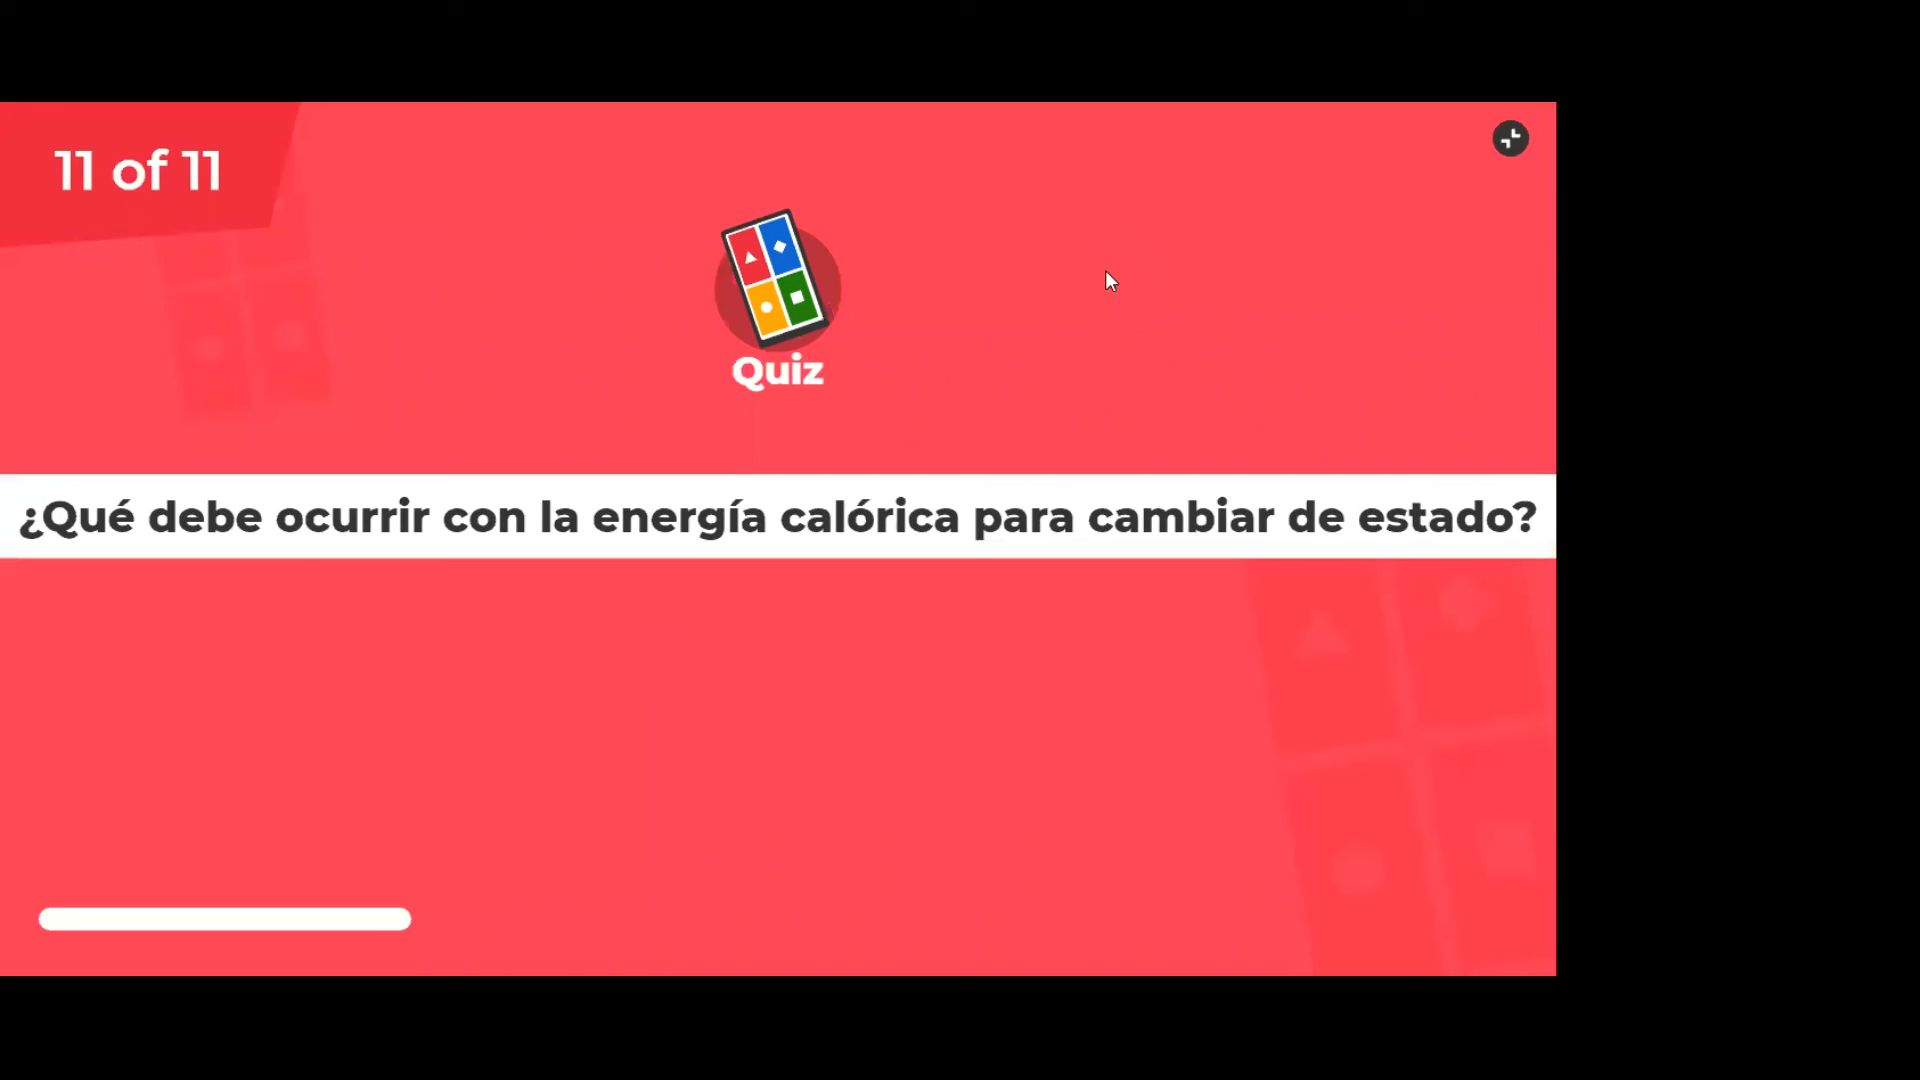 11 of 11
Quiz
¿Qué debe ocurrir con la energía calórica para cambiar de estado?